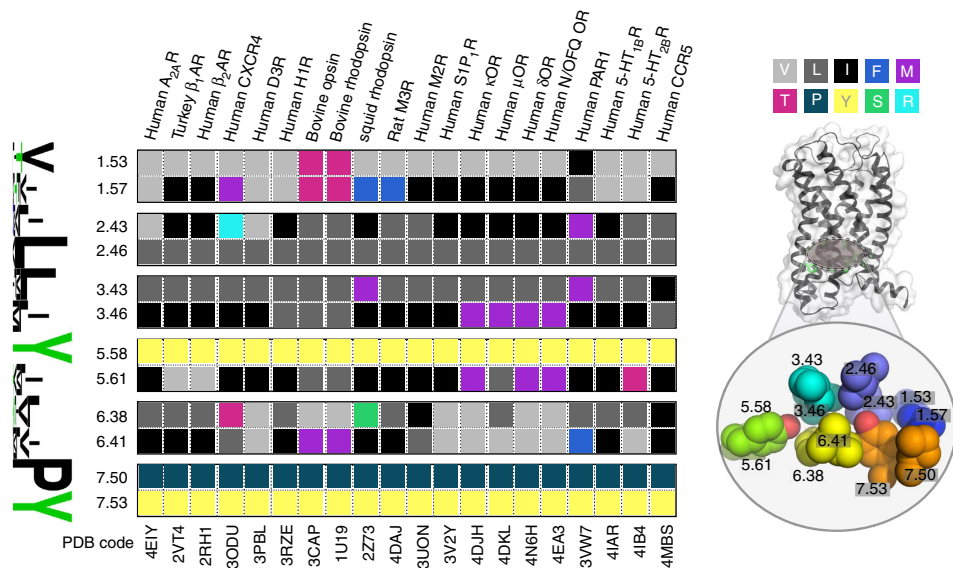 Human A2AR
Turkey β1AR
Human β2AR
Human CXCR4
Human D3R
Human H1R
Bovine opsin
Bovine rhodopsin
squid rhodopsin
Rat M3R
Human M2R
Human S1P1R
Human κOR
Human μOR
Human δOR
Human N/OFQ OR
Human PAR1
Human 5-HT1BR
Human 5-HT2BR
Human CCR5
V L I F M
T P Y S R
1.53
1.57
2.43
2.46
3.43
3.46
5.58
5.61
6.38
6.41
7.50
7.53
V
L
L
Y
P
Y
PDB code
4EIY
2VT4
2RH1
3ODU
3PBL
3RZE
3CAP
1U19
2Z73
4DAJ
3UON
3V2Y
4DJH
4DKL
4N6H
4EA3
3VW7
4IAR
4IB4
4MBS
3.43
2.46
1.53
5.58
3.46
2.43
1.57
6.41
5.61
6.38
7.50
7.53